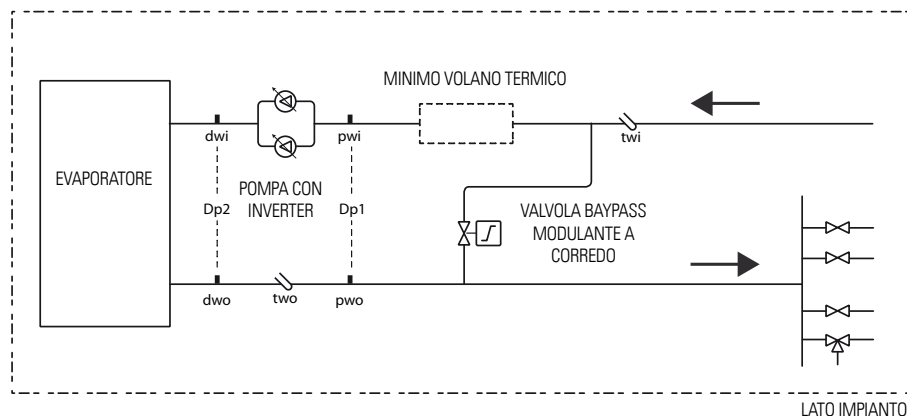 MINIMO VOLANO TERMICO
dwi
pwi
twi
EVAPORATORE
POMPA CON
INVERTER
Dp2
Dp1
VALVOLA BAYPASS
MODULANTE A
CORREDO
dwo
two
pwo
LATO IMPIANTO